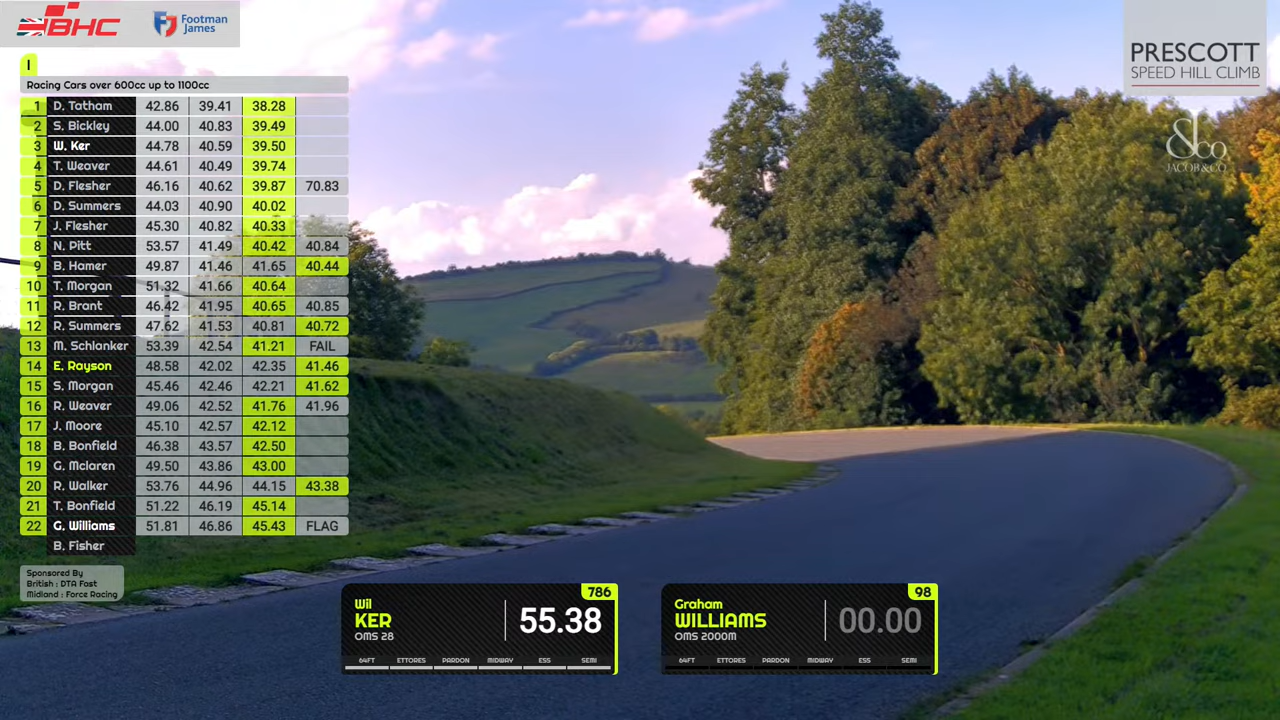 BHC
Footman James
PRESCOTT
SPEED HILL CLIMB
J
&Co
JACOB & CO
I
Racing Cars over 600cc up to 1100cc
1 D. Tatham 42.86 39.41 38.28
2 S. Bickley 44.00 40.83 39.49
3 W. Ker 44.78 40.59 39.50
4 T. Weaver 44.61 40.49 39.74
5 D. Flesher 46.16 40.62 39.87 70.83
6 D. Summers 44.03 40.90 40.02
7 J. Flesher 45.30 40.82 40.33
8 N. Pitt 53.57 41.49 40.42 40.84
9 B. Hamer 49.87 41.46 41.65 40.44
10 T. Morgan 51.32 41.66 40.64
11 R. Brant 46.42 41.95 40.65 40.85
12 R. Summers 47.62 41.53 40.81 40.72
13 M. Schlanker 53.39 42.54 41.21 FAIL
14 E. Rayson 48.58 42.02 42.35 41.46
15 S. Morgan 45.46 42.46 42.21 41.62
16 R. Weaver 49.06 42.52 41.76 41.96
17 J. Moore 45.10 42.57 42.12
18 B. Bonfield 46.38 43.57 42.50
19 G. Mclaren 49.50 43.86 43.00
20 R. Walker 53.76 44.96 44.15 43.38
21 T. Bonfield 51.22 46.19 45.14
22 G. Williams 51.81 46.86 45.43 FLAG
B. Fisher
Sponsored By
British : DTA Fast
Midland : Force Racing
786
Wil
KER
OMS 28
55.38
64FT ETTORES PARDON MIDWAY ESS SEMI
98
Graham
WILLIAMS
OMS 2000M
00.00
64FT ETTORES PARDON MIDWAY ESS SEMI